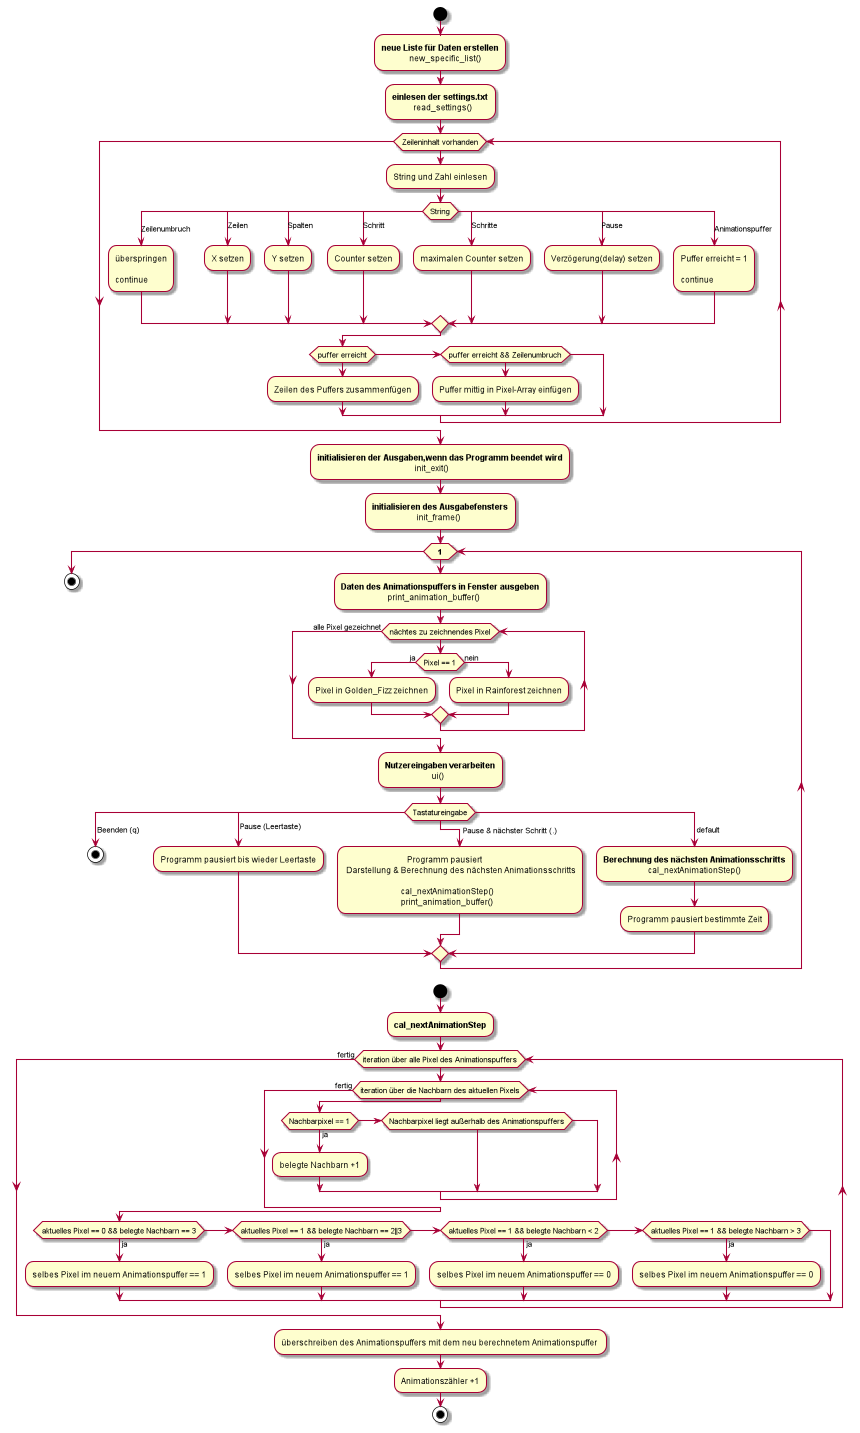 neue Liste für Daten erstellen
new_specific_list()
einlesen der settings.txt
read_settings()
Zeileninhalt vorhanden
String und Zahl einlesen
String
Zeilenumbruch
Zeilen
Spalten
Schritt
Schritte
Pause
Animationspuffer
überspringen
continue
X setzen
Y setzen
Counter setzen
maximalen Counter setzen
Verzögerung(delay) setzen
Puffer erreicht = 1
continue
puffer erreicht
puffer erreicht && Zeilenumbruch
Zeilen des Puffers zusammenfügen
Puffer mittig in Pixel-Array einfügen
initialisieren der Ausgaben,wenn das Programm beendet wird
init_exit()
initialisieren des Ausgabefensters
init_frame()
1
Daten des Animationspuffers in Fenster ausgeben
print_animation_buffer()
alle Pixel gezeichnet
nächtes zu zeichnendes Pixel
ja
Pixel == 1
nein
Pixel in Golden_Fizz zeichnen
Pixel in Rainforest zeichnen
Nutzereingaben verarbeiten
ui()
Tastatureingabe
Beenden (q)
Pause (Leertaste)
Pause & nächster Schritt (.)
default
Programm pausiert bis wieder Leertaste
Programm pausiert
Darstellung & Berechnung des nächsten Animationsschritts
cal_nextAnimationStep()
print_animation_buffer()
Berechnung des nächsten Animationsschritts
cal_nextAnimationStep()
Programm pausiert bestimmte Zeit
cal_nextAnimationStep
fertig
iteration über alle Pixel des Animationspuffers
fertig
iteration über die Nachbarn des aktuellen Pixels
Nachbarpixel == 1
Nachbarpixel liegt außerhalb des Animationspuffers
ja
belegte Nachbarn +1
aktuelles Pixel == 0 && belegte Nachbarn == 3
aktuelles Pixel == 1 && belegte Nachbarn == 2||3
aktuelles Pixel == 1 && belegte Nachbarn < 2
aktuelles Pixel == 1 && belegte Nachbarn > 3
ja
ja
ja
ja
selbes Pixel im neuem Animationspuffer == 1
selbes Pixel im neuem Animationspuffer == 1
selbes Pixel im neuem Animationspuffer == 0
selbes Pixel im neuem Animationspuffer == 0
überschreiben des Animationspuffers mit dem neu berechnetem Animationspuffer
Animationszähler +1